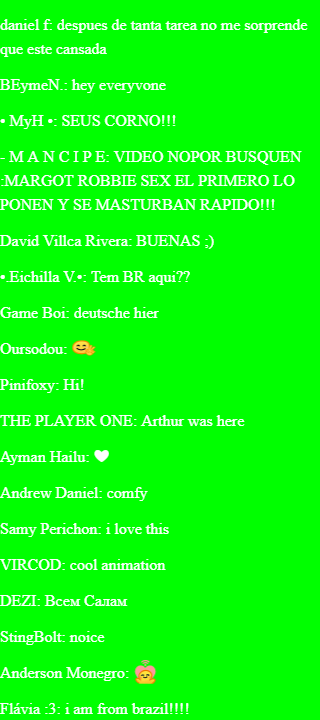 daniel f: despues de tanta tarea no me sorprende
que este cansada
BEymeN.: hey everyvone
• MyH •: SEUS CORNO!!!
- M A N C I P E: VIDEO NOPOR BUSQUEN
:MARGOT ROBBIE SEX EL PRIMERO LO
PONEN Y SE MASTURBAN RAPIDO!!!
David Villca Rivera: BUENAS ;)
•.Eichilla V.•: Tem BR aqui??
Game Boi: deutsche hier
Oursodou: 😊
Pinifoxy: Hi!
THE PLAYER ONE: Arthur was here
Ayman Hailu: 🤍
Andrew Daniel: comfy
Samy Perichon: i love this
VIRCOD: cool animation
DEZI: Всем Салам
StingBolt: noice
Anderson Monegro:
Flávia :3: i am from brazil!!!!